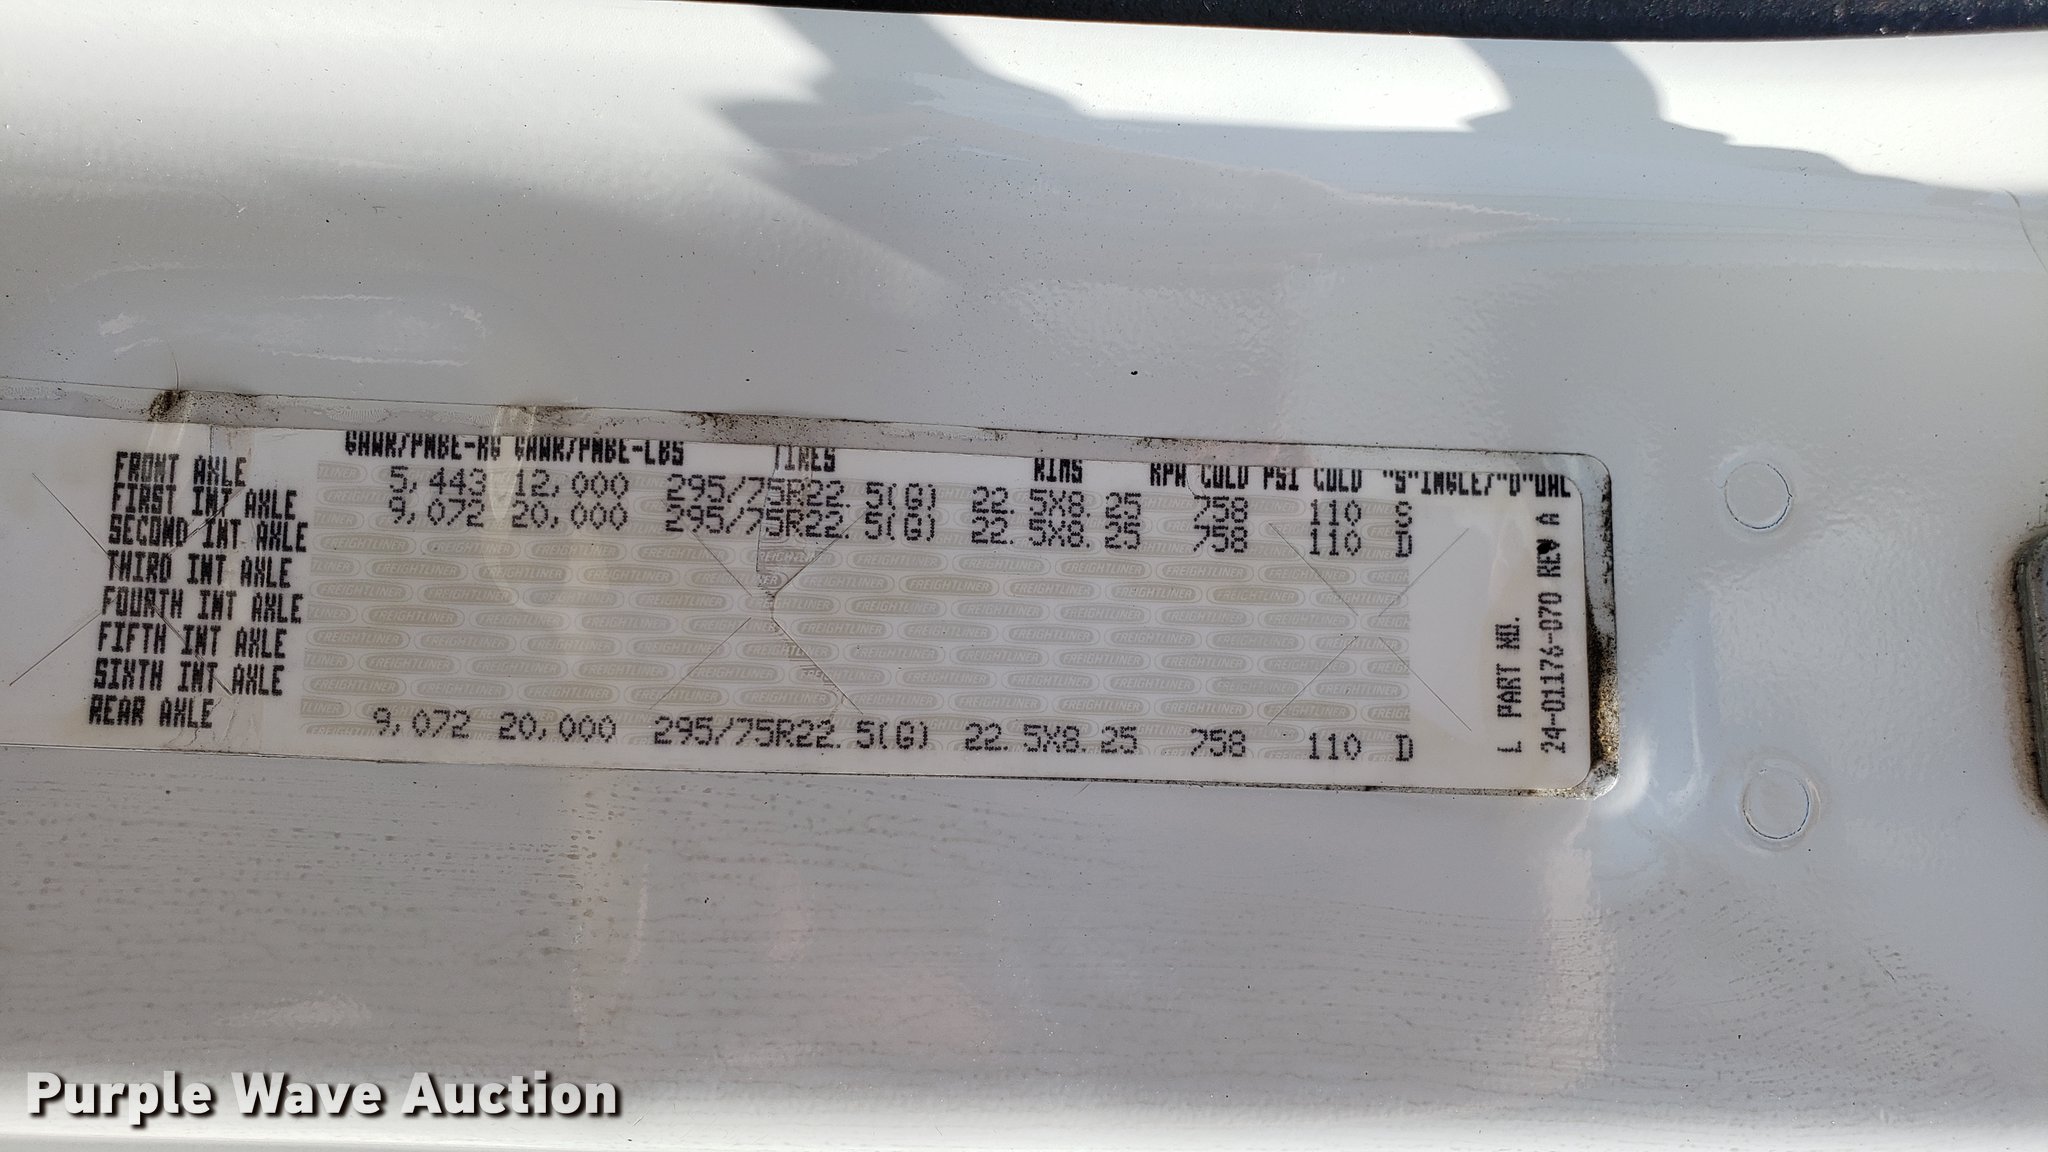 GAWR/PNBE-KG GAWR/PNBE-LBS TIRES RIMS KPA COLD PSI COLD "S"INGLE/"D"UAL
FRONT AXLE 5,443 12,000 295/75R22.5(G) 22.5X8.25 758 110 S
FIRST INT AXLE 9,072 20,000 295/75R22.5(G) 22.5X8.25 758 110 D
SECOND INT AXLE
THIRD INT AXLE
FOURTH INT AXLE
FIFTH INT AXLE
SIXTH INT AXLE
REAR AXLE 9,072 20,000 295/75R22.5(G) 22.5X8.25 758 110 D
L PART NO.
24-01176-070 REV A
FREIGHTLINER
Purple Wave Auction